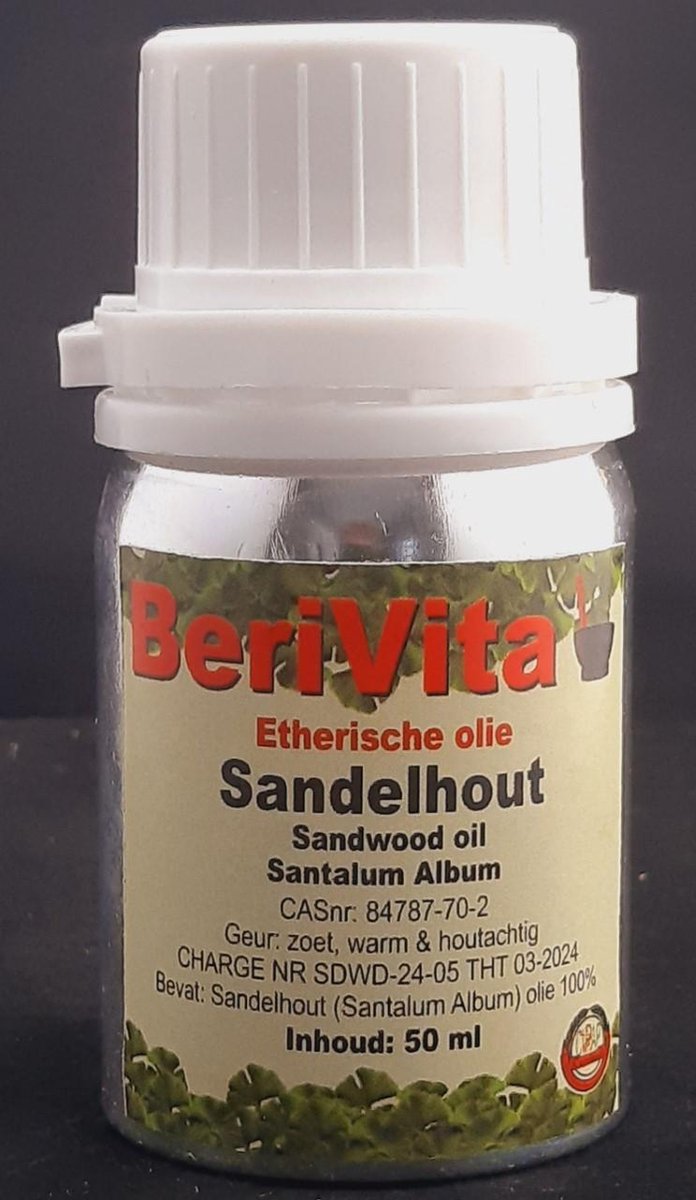 BeriVita
Etherische olie
Sandelhout
Sandwood oil
Santalum Album
CASnr: 84787-70-2
Geur: zoet, warm & houtachtig
CHARGE NR SDWD-24-05 THT 03-2024
Bevat: Sandelhout (Santalum Album) olie 100%
Inhoud: 50 ml